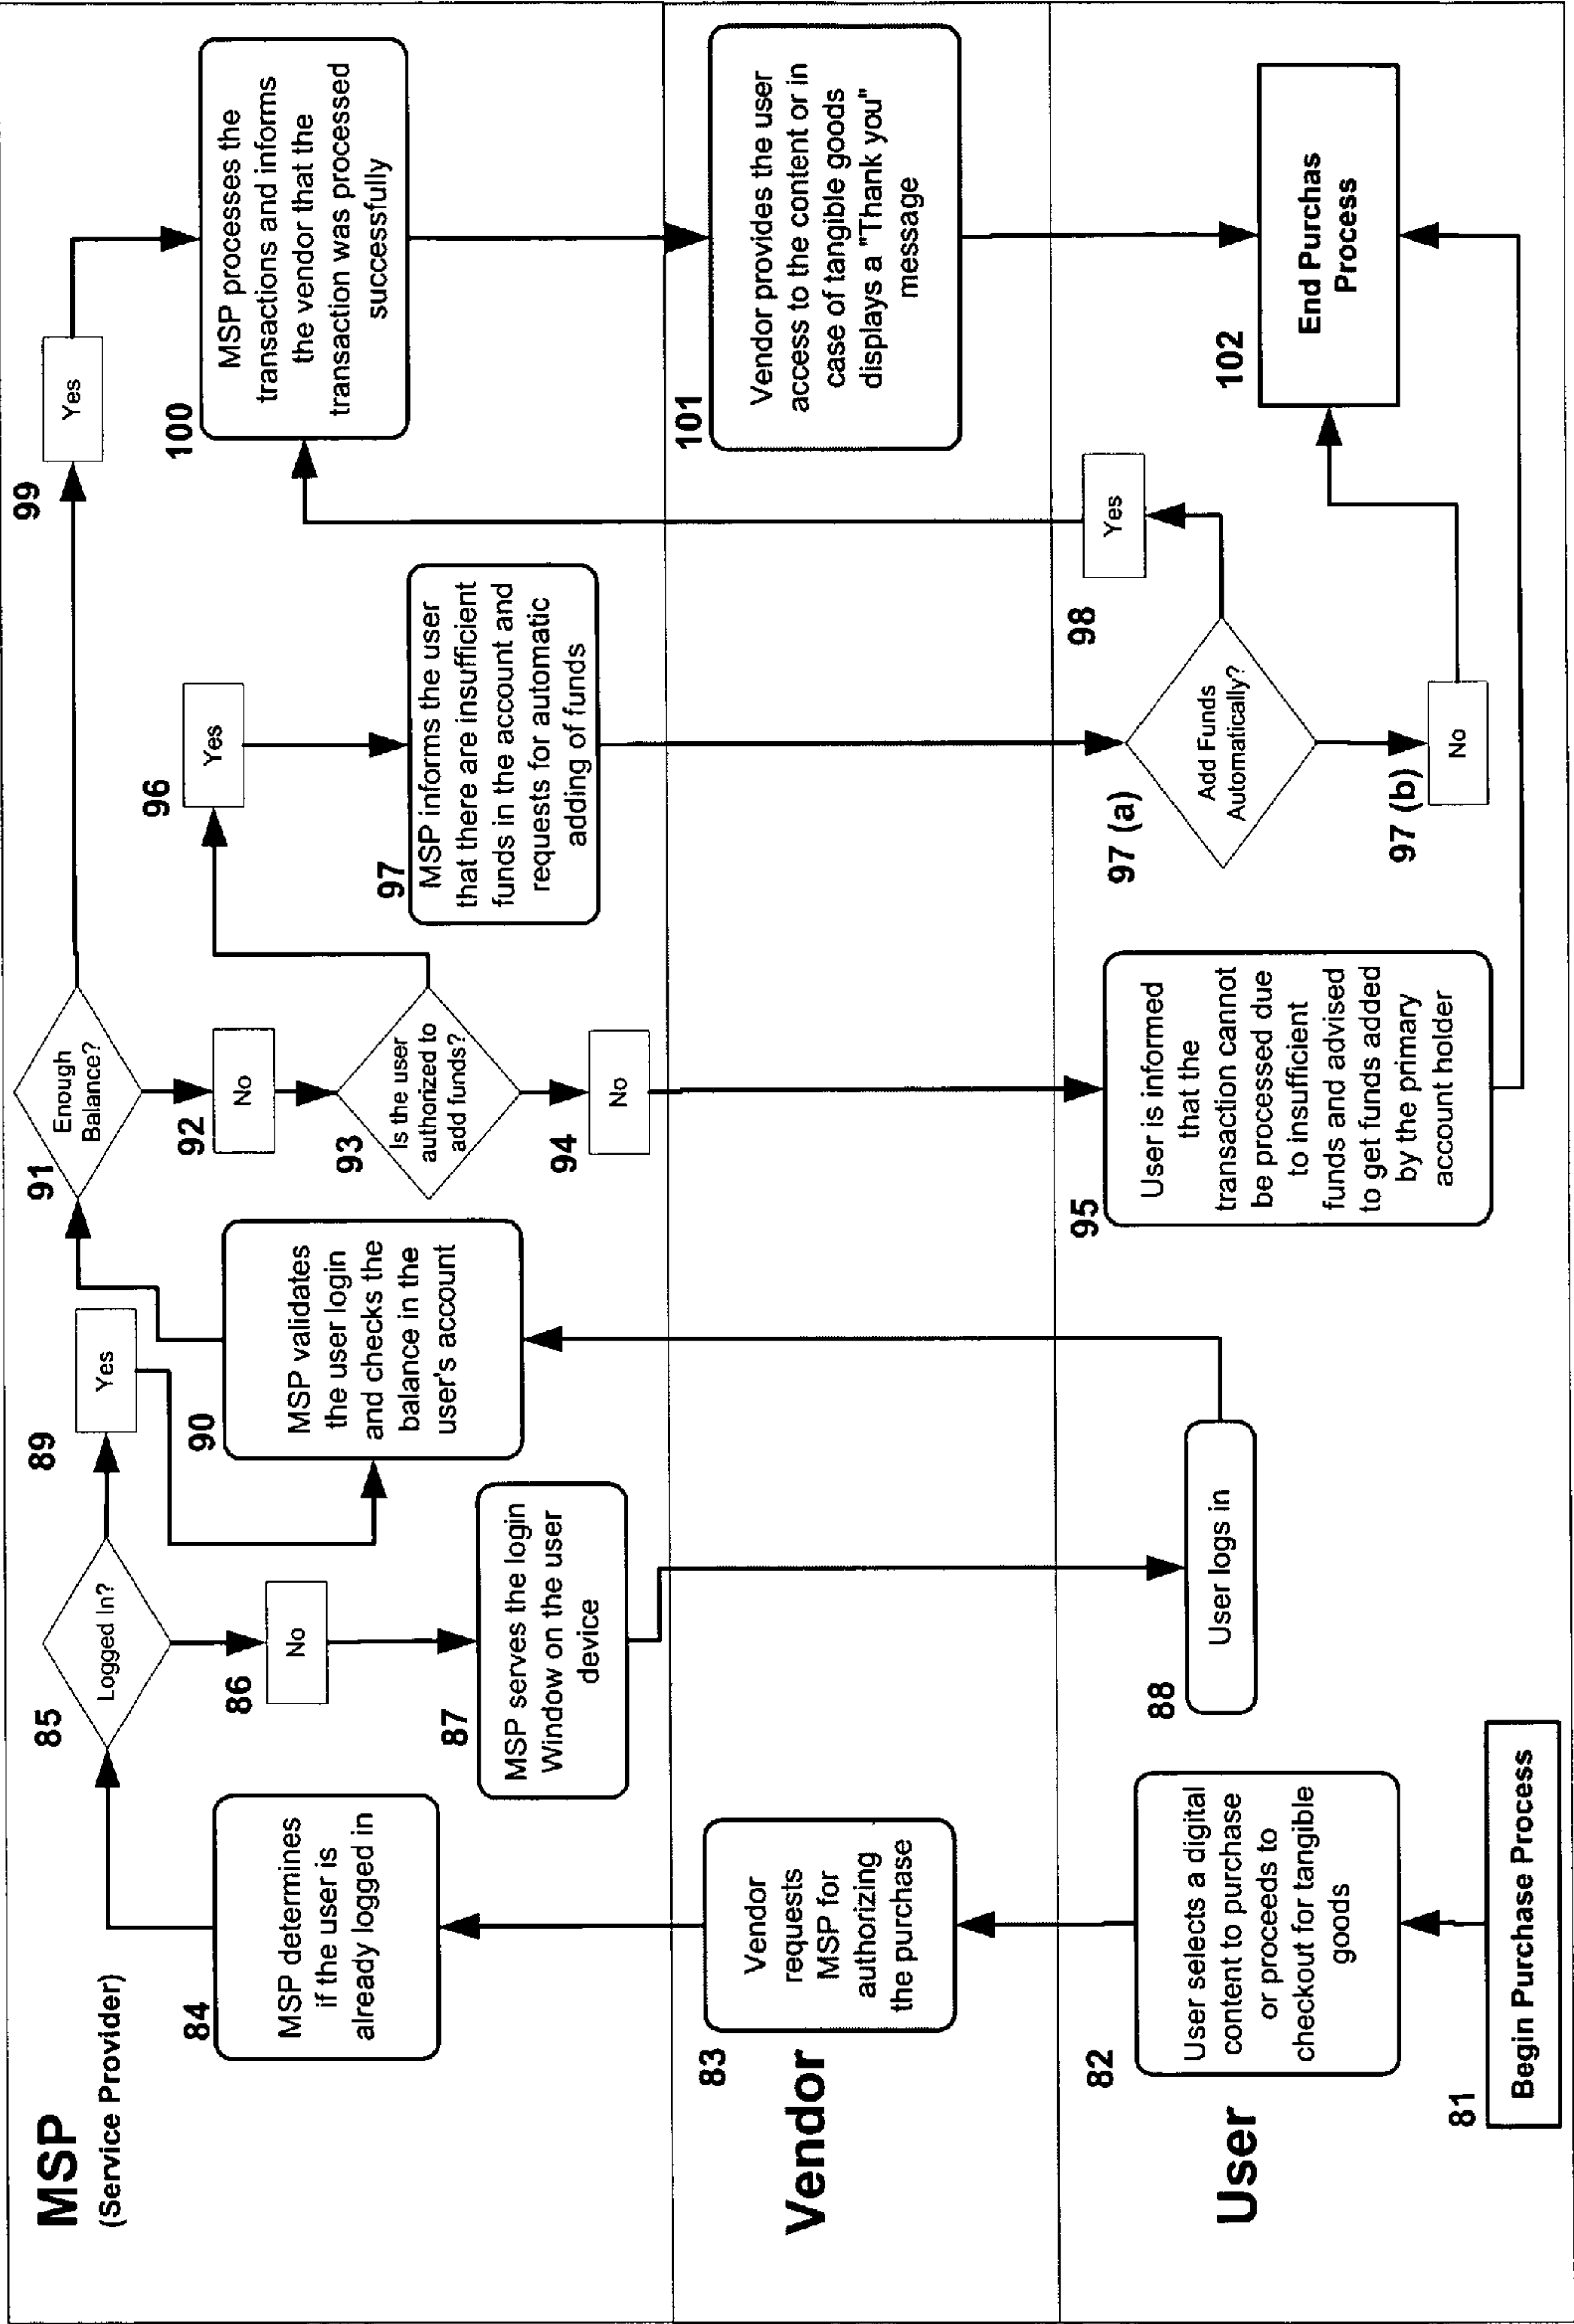 MSP
(Service Provider)
84
MSP determines
if the user is
already logged in
85
Logged In?
86
No
87
MSP serves the login
Window on the user
device
89
Yes
90
MSP validates
the user login
and checks the
balance in the
user's account
91
Enough
Balance?
92
No
93
Is the user
authorized to
add funds?
94
No
96
Yes
97
MSP informs the user
that there are insufficient
funds in the account and
requests for automatic
adding of funds
99
Yes
100
MSP processes the
transactions and informs
the vendor that the
transaction was processed
successfully
Vendor
83
Vendor
requests
MSP for
authorizing
the purchase
101
Vendor provides the user
access to the content or in
case of tangible goods
displays a "Thank you"
message
User
81
Begin Purchase Process
82
User selects a digital
content to purchase
or proceeds to
checkout for tangible
goods
88
User logs in
95
User is informed
that the
transaction cannot
be processed due
to insufficient
funds and advised
to get funds added
by the primary
account holder
97 (a)
Add Funds
Automatically?
97 (b)
No
98
Yes
102
End Purchas
Process